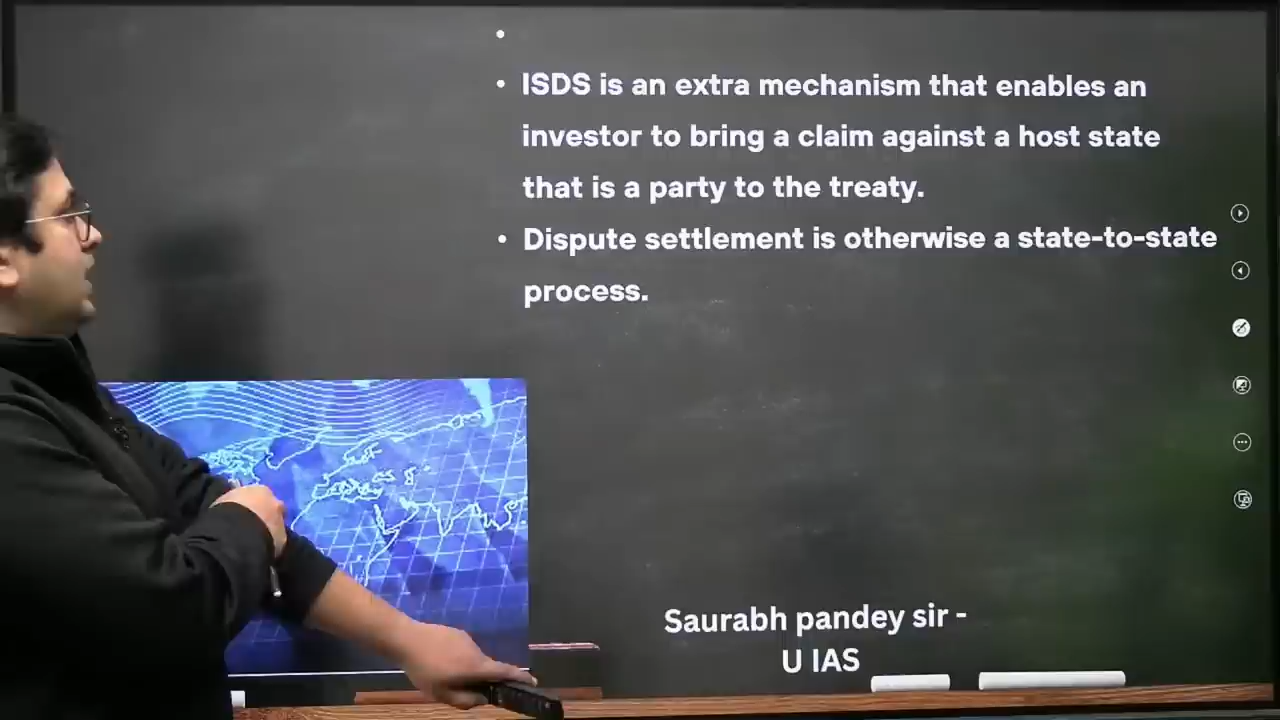 • ISDS is an extra mechanism that enables an
investor to bring a claim against a host state
that is a party to the treaty.
• Dispute settlement is otherwise a state-to-state
process.
Saurabh pandey sir -
U IAS